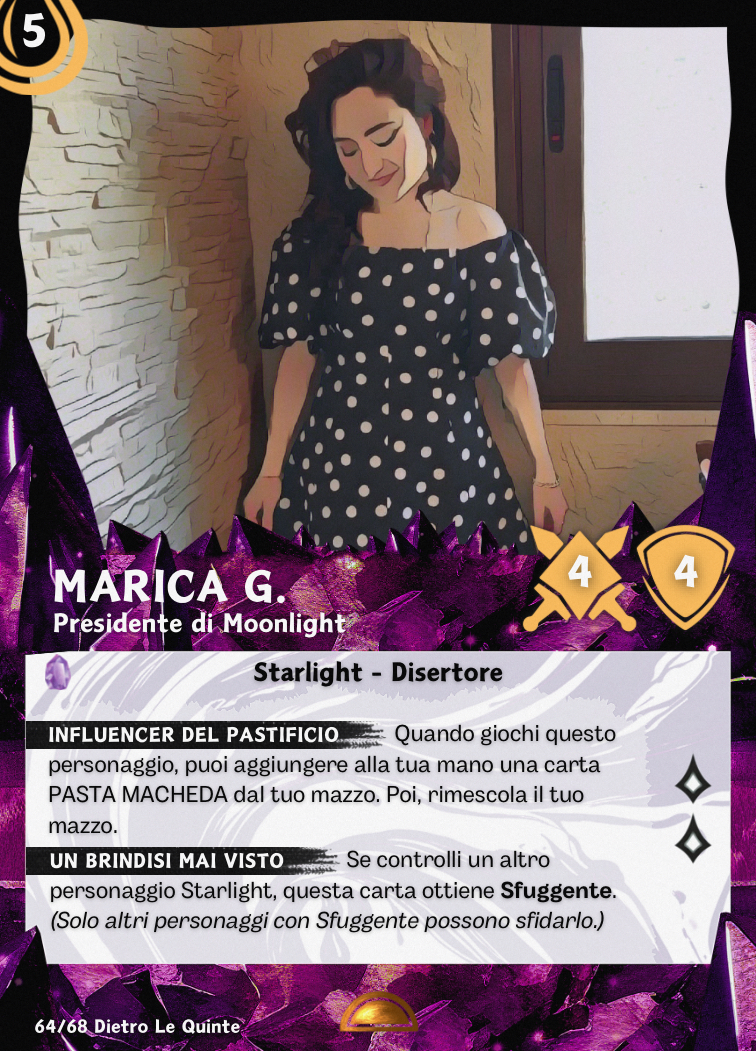 5
MARICA G.
Presidente di Moonlight
4
4
Starlight - Disertore
INFLUENCER DEL PASTIFICIO Quando giochi questo
personaggio, puoi aggiungere alla tua mano una carta
PASTA MACHEDA dal tuo mazzo. Poi, rimescola il tuo
mazzo.
UN BRINDISI MAI VISTO Se controlli un altro
personaggio Starlight, questa carta ottiene Sfuggente.
(Solo altri personaggi con Sfuggente possono sfidarlo.)
64/68 Dietro Le Quinte